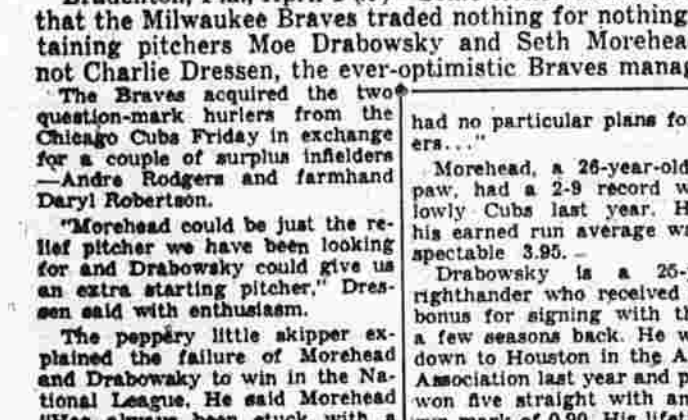 that the Milwaukee Braves traded nothing for nothing
taining pitchers Moe Drabowsky and Seth Morehea
not Charlie Dressen, the ever-optimistic Braves mana
The Braves acquired the two
question-mark hurlers from the
Chicago Cubs Friday in exchange
for a couple of surplus infielders
—Andre Rodgers and farmhand
Daryl Robertson.
"Morehead could be just the re-
lief pitcher we have been looking
for and Drabowsky could give us
an extra starting pitcher," Dres-
sen said with enthusiasm.
The peppery little skipper ex-
plained the failure of Morehead
and Drabowsky to win in the Na-
tional League. He said Morehead
had no particular plans fo
ers..."
Morehead, a 26-year-old
paw, had a 2-9 record w
lowly Cubs last year. H
his earned run average wa
spectable 3.95.
Drabowsky is a 25-
righthander who received
bonus for signing with th
a few seasons back. He w
down to Houston in the A
Association last year and p
won five straight with an